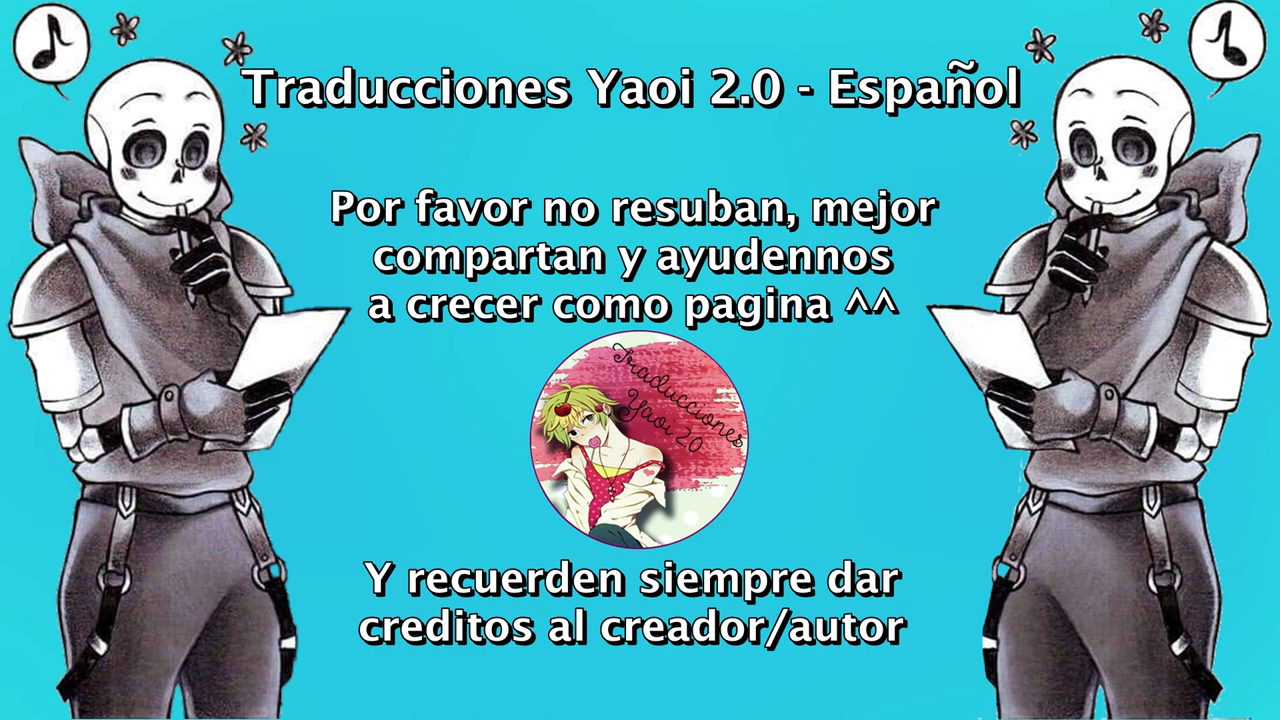 Traducciones Yaoi 2.0 - Español
Por favor no resuban, mejor
compartan y ayudennos
a crecer como pagina ^^
Traducciones
Yaoi 2.0
Y recuerden siempre dar
creditos al creador/autor